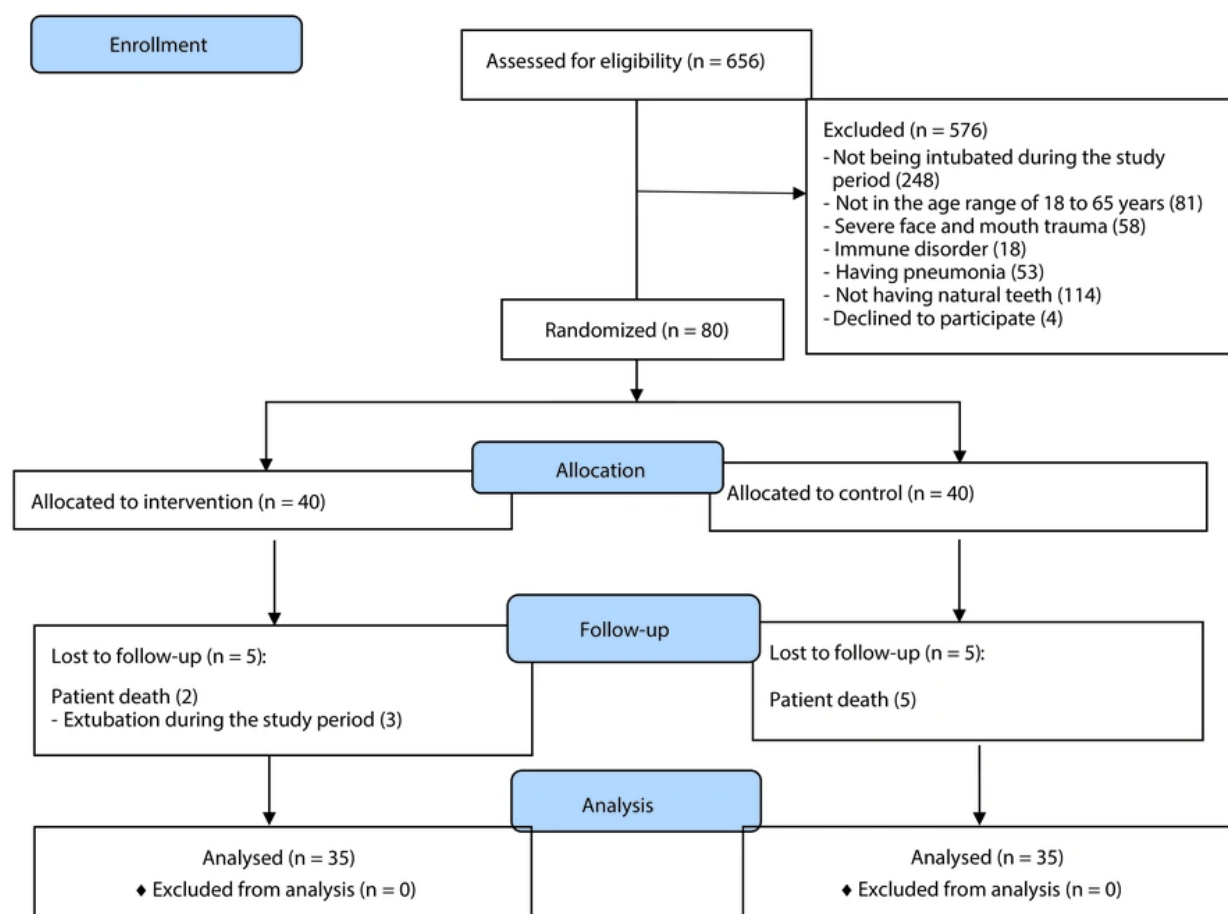 Enrollment
Assessed for eligibility (n = 656)
Excluded (n = 576)
- Not being intubated during the study
period (248)
- Not in the age range of 18 to 65 years (81)
- Severe face and mouth trauma (58)
- Immune disorder (18)
- Having pneumonia (53)
- Not having natural teeth (114)
- Declined to participate (4)
Randomized (n = 80)
Allocation
Allocated to intervention (n = 40)
Allocated to control (n = 40)
Follow-up
Lost to follow-up (n = 5):
Patient death (2)
- Extubation during the study period (3)
Lost to follow-up (n = 5):
Patient death (5)
Analysis
Analysed (n = 35)
♦ Excluded from analysis (n = 0)
Analysed (n = 35)
♦ Excluded from analysis (n = 0)